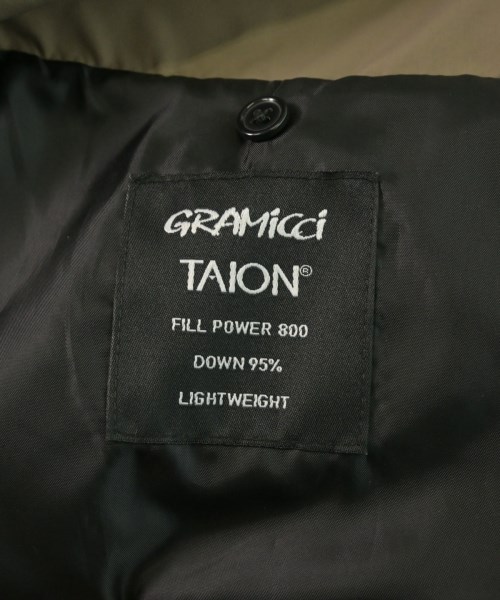 GRAMiCCi
TAION®
FILL POWER 800
DOWN 95%
LIGHTWEIGHT